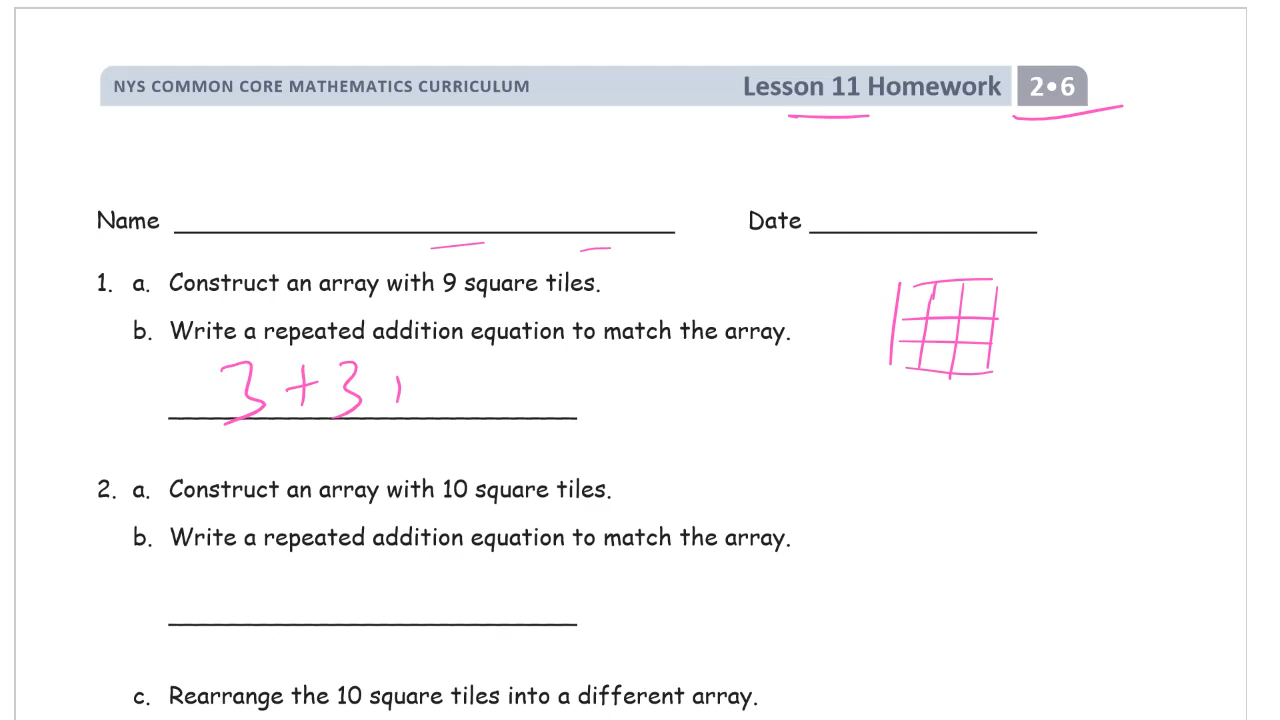 NYS COMMON CORE MATHEMATICS CURRICULUM Lesson 11 Homework 2•6
Name Date
1. a. Construct an array with 9 square tiles.
b. Write a repeated addition equation to match the array.
3 + 3
2. a. Construct an array with 10 square tiles.
b. Write a repeated addition equation to match the array.
c. Rearrange the 10 square tiles into a different array.